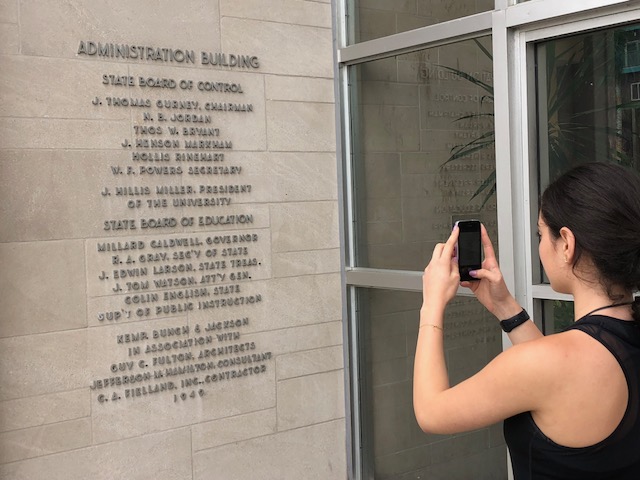 ADMINISTRATION BUILDING
STATE BOARD OF CONTROL
J. THOMAS GURNEY, CHAIRMAN
N. B. JORDAN
THOS W. BRYANT
J. HENSON MARKHAM
HOLLIS RINEHART
W. F. POWERS SECRETARY
J. HILLIS MILLER, PRESIDENT
OF THE UNIVERSITY
STATE BOARD OF EDUCATION
MILLARD CALDWELL, GOVERNOR
R. A. GRAY, SEC'Y OF STATE
J. EDWIN LARSON, STATE TREAS.
J. TOM WATSON, ATT'Y GEN.
COLIN ENGLISH, STATE
SUP'T OF PUBLIC INSTRUCTION
KEMP, BUNCH & JACKSON
IN ASSOCIATION WITH
GUY C. FULTON, ARCHITECTS
JEFFERSON M. HAMILTON, CONSULTANT
C. A. FIELLAND, INC., CONTRACTOR
1949